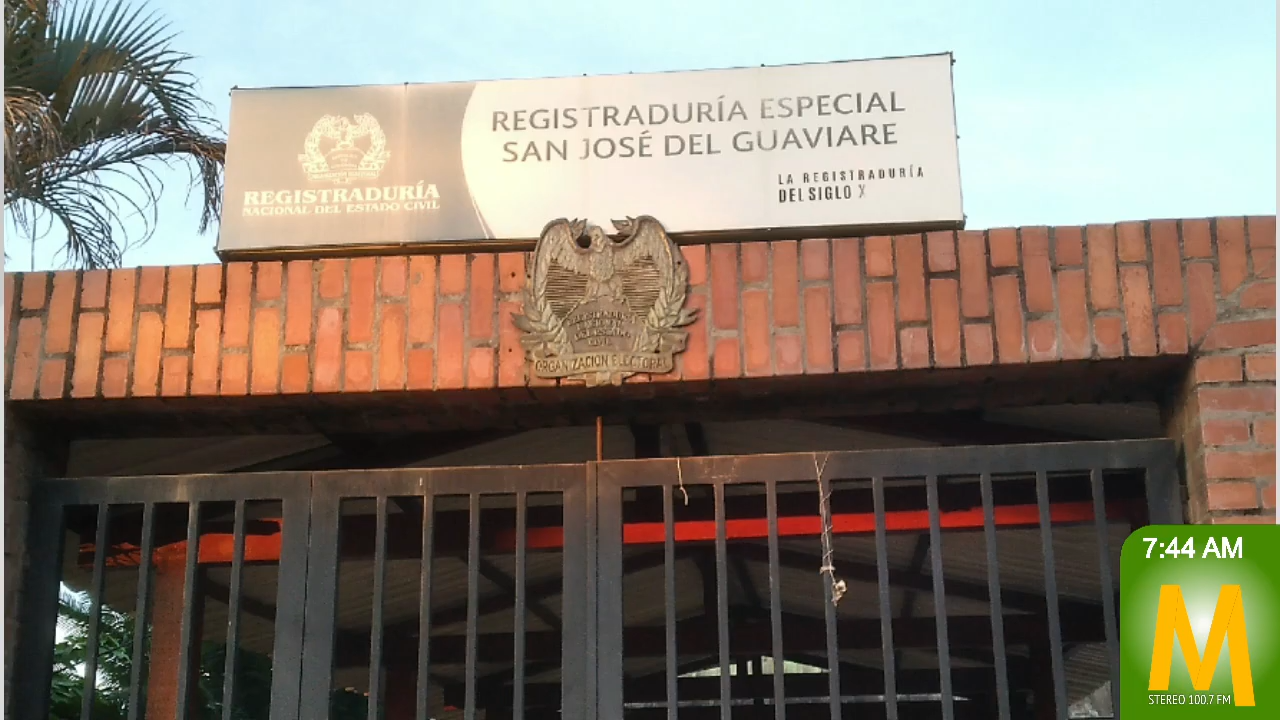 REGISTRADURÍA
NACIONAL DEL ESTADO CIVIL
REGISTRADURÍA ESPECIAL
SAN JOSÉ DEL GUAVIARE
LA REGISTRADURÍA
DEL SIGLO X
ORGANIZACION ELECTORAL
7:44 AM
M
STEREO 100.7 FM